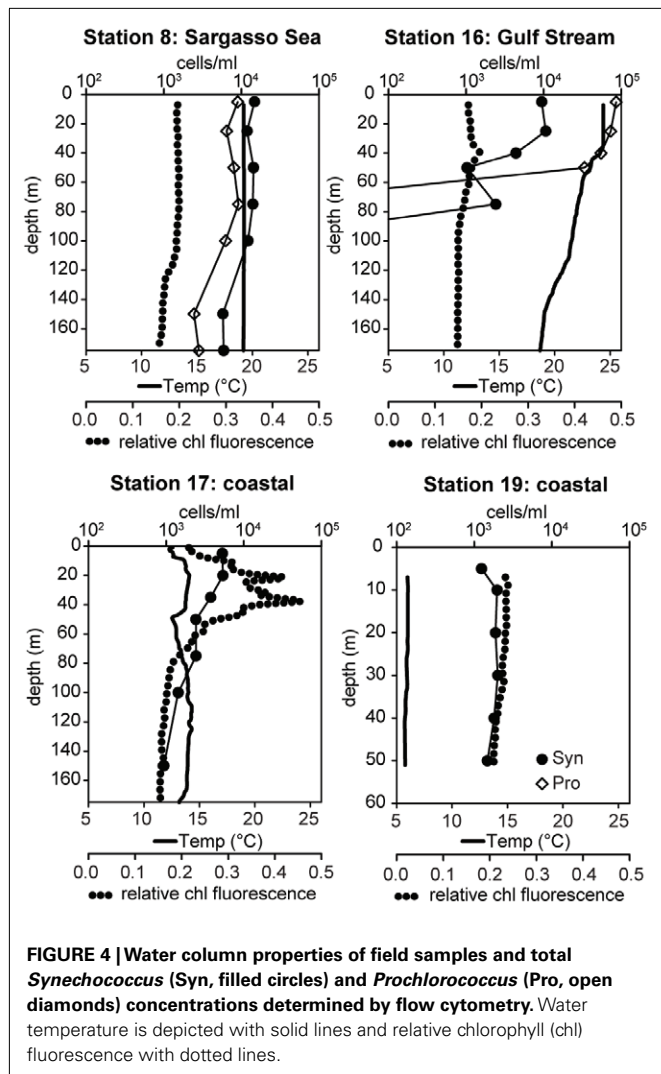 Station 8: Sargasso Sea
cells/ml
10² 10³ 10⁴ 10⁵
depth (m)
0
20
40
60
80
100
120
140
160
5 10 15 20 25
Temp (°C)
0.0 0.1 0.2 0.3 0.4 0.5
relative chl fluorescence
Station 16: Gulf Stream
cells/ml
10² 10³ 10⁴ 10⁵
depth (m)
0
20
40
60
80
100
120
140
160
5 10 15 20 25
Temp (°C)
0.0 0.1 0.2 0.3 0.4 0.5
relative chl fluorescence
Station 17: coastal
cells/ml
10² 10³ 10⁴ 10⁵
depth (m)
0
20
40
60
80
100
120
140
160
5 10 15 20 25
Temp (°C)
0.0 0.1 0.2 0.3 0.4 0.5
relative chl fluorescence
Station 19: coastal
cells/ml
10² 10³ 10⁴ 10⁵
depth (m)
0
10
20
30
40
50
60
Syn
Pro
5 10 15 20 25
Temp (°C)
0.0 0.1 0.2 0.3 0.4 0.5
relative chl fluorescence
FIGURE 4 | Water column properties of field samples and total
Synechococcus (Syn, filled circles) and Prochlorococcus (Pro, open
diamonds) concentrations determined by flow cytometry. Water
temperature is depicted with solid lines and relative chlorophyll (chl)
fluorescence with dotted lines.